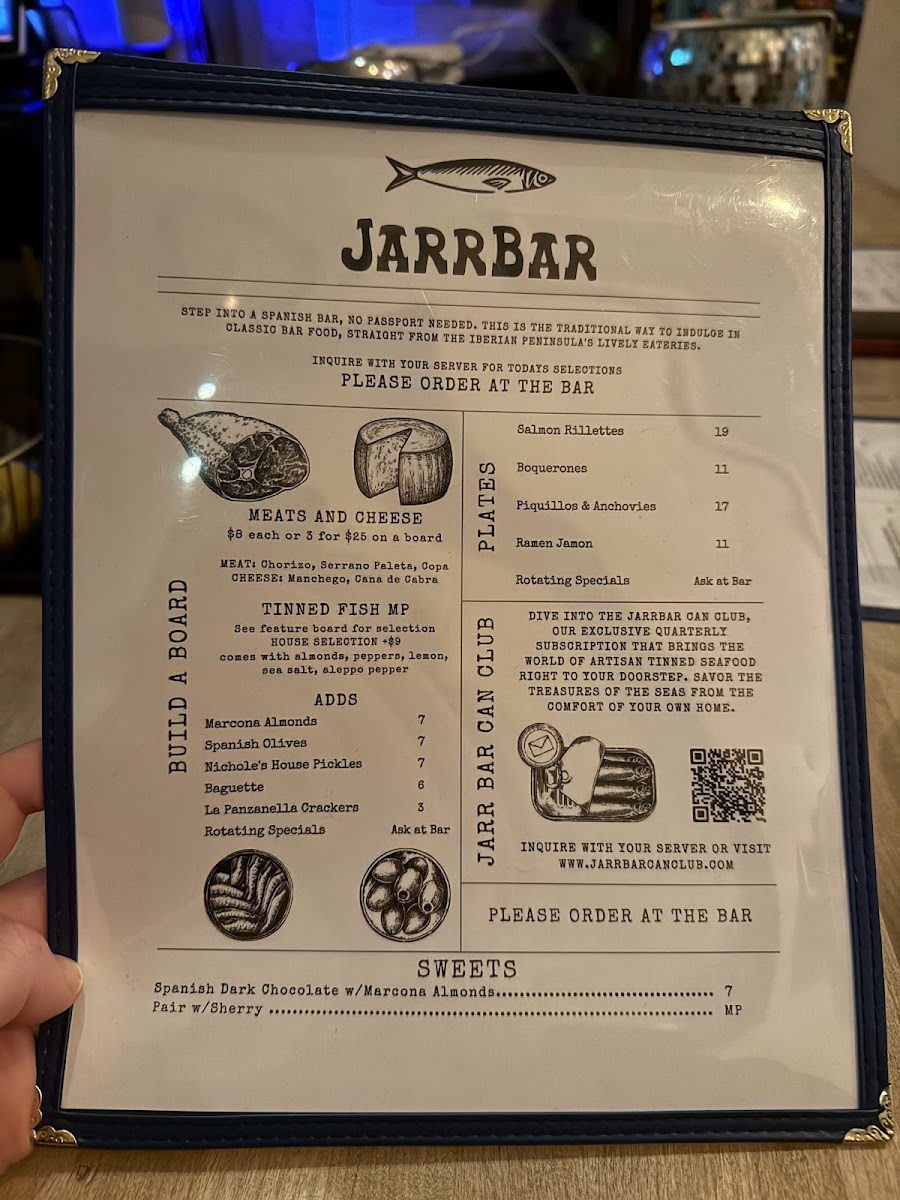 JARRBAR
STEP INTO A SPANISH BAR, NO PASSPORT NEEDED. THIS IS THE TRADITIONAL WAY TO INDULGE IN
CLASSIC BAR FOOD, STRAIGHT FROM THE IBERIAN PENINSULA'S LIVELY EATERIES.
INQUIRE WITH YOUR SERVER FOR TODAYS SELECTIONS
PLEASE ORDER AT THE BAR
BUILD A BOARD
MEATS AND CHEESE
$8 each or 3 for $25 on a board
MEAT: Chorizo, Serrano Paleta, Copa
CHEESE: Manchego, Cana de Cabra
TINNED FISH MP
See feature board for selection
HOUSE SELECTION +$9
comes with almonds, peppers, lemon,
sea salt, aleppo pepper
ADDS
Marcona Almonds 7
Spanish Olives 7
Nichole's House Pickles 7
Baguette 6
La Panzanella Crackers 3
Rotating Specials Ask at Bar
PLATES
Salmon Rillettes 19
Boquerones 11
Piquillos & Anchovies 17
Ramen Jamon 11
Rotating Specials Ask at Bar
JARR BAR CAN CLUB
DIVE INTO THE JARRBAR CAN CLUB,
OUR EXCLUSIVE QUARTERLY
SUBSCRIPTION THAT BRINGS THE
WORLD OF ARTISAN TINNED SEAFOOD
RIGHT TO YOUR DOORSTEP. SAVOR THE
TREASURES OF THE SEAS FROM THE
COMFORT OF YOUR OWN HOME.
INQUIRE WITH YOUR SERVER OR VISIT
WWW.JARRBARCANCLUB.COM
PLEASE ORDER AT THE BAR
SWEETS
Spanish Dark Chocolate w/Marcona Almonds..................................... 7
Pair w/Sherry ........................................................................... MP